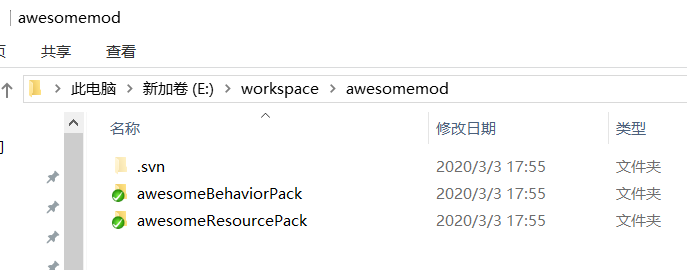 awesomemod
共享 查看
此电脑 新加卷 (E:) workspace awesomemod
名称 修改日期 类型
.svn 2020/3/3 17:55 文件夹
awesomeBehaviorPack 2020/3/3 17:55 文件夹
awesomeResourcePack 2020/3/3 17:55 文件夹